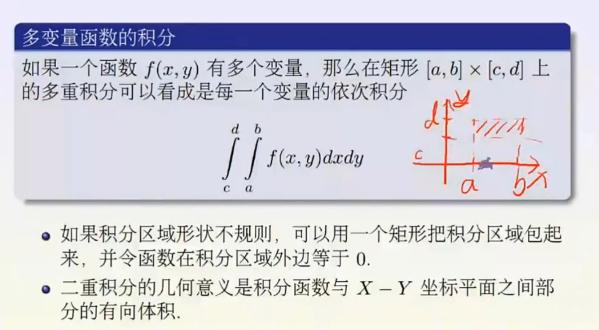 多变量函数的积分
如果一个函数 f(x, y) 有多个变量，那么在矩形 [a, b] × [c, d] 上
的多重积分可以看成是每一个变量的依次积分
∫_c^d ∫_a^b f(x, y)dxdy
d
c
a
b
x
如果积分区域形状不规则，可以用一个矩形把积分区域包起
来，并令函数在积分区域外边等于 0.
二重积分的几何意义是积分函数与 X − Y 坐标平面之间部
分的有向体积.